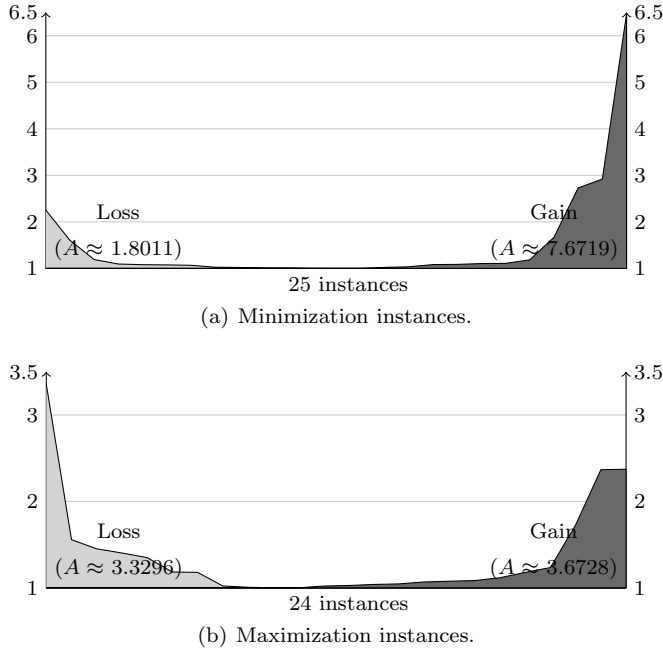 6.5 6.5
6 6
5 5
4 4
3 3
2 2
Loss Gain
(A ≈ 1.8011) (A ≈ 7.6719)
1 1
25 instances
(a) Minimization instances.
3.5 3.5
3 3
2 2
Loss Gain
(A ≈ 3.3296) (A ≈ 3.6728)
1 1
24 instances
(b) Maximization instances.